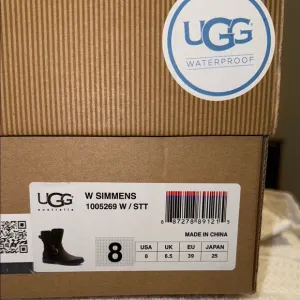 UGG
WATERPROOF
UGG
australia
W SIMMENS
1005269 W / STT
MADE IN CHINA
8
USA UK EU JAPAN
8 6.5 39 25